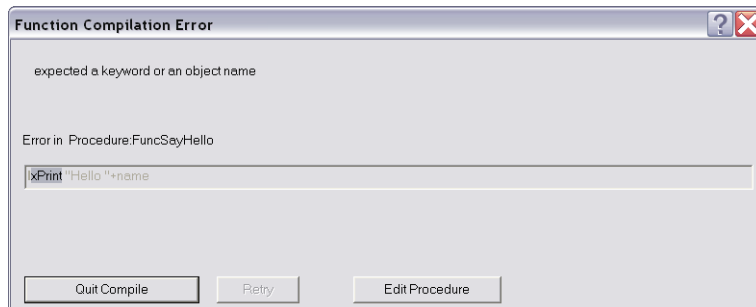 Function Compilation Error
expected a keyword or an object name
Error in Procedure:FuncSayHello
xPrint "Hello "+name
Quit Compile
Retry
Edit Procedure